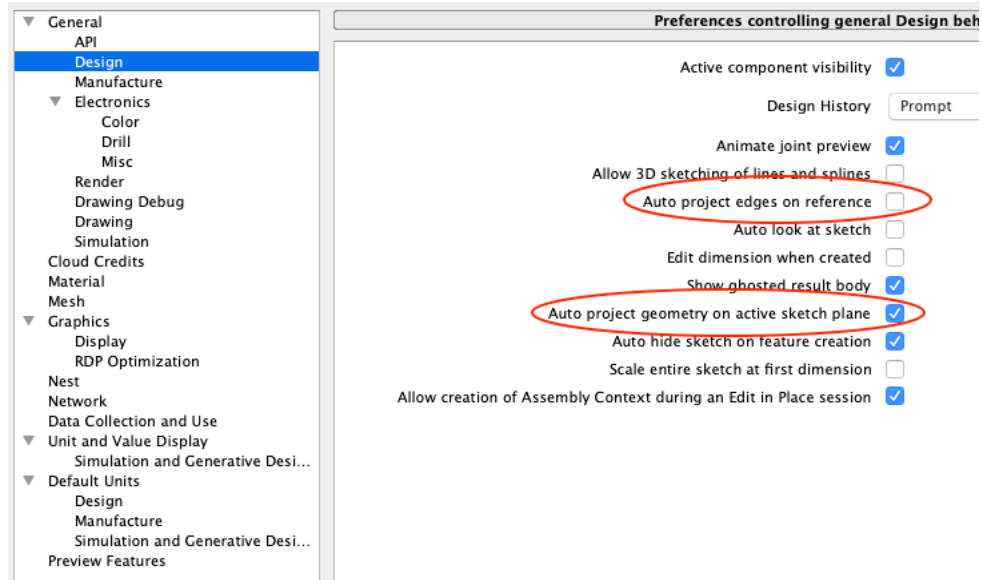 General
API
Design
Manufacture
Electronics
Color
Drill
Misc
Render
Drawing Debug
Drawing
Simulation
Cloud Credits
Material
Mesh
Graphics
Display
RDP Optimization
Nest
Network
Data Collection and Use
Unit and Value Display
Simulation and Generative Desi...
Default Units
Design
Manufacture
Simulation and Generative Desi...
Preview Features
Preferences controlling general Design beh
Active component visibility
Design History Prompt
Animate joint preview
Allow 3D sketching of lines and splines
Auto project edges on reference
Auto look at sketch
Edit dimension when created
Show ghosted result body
Auto project geometry on active sketch plane
Auto hide sketch on feature creation
Scale entire sketch at first dimension
Allow creation of Assembly Context during an Edit in Place session